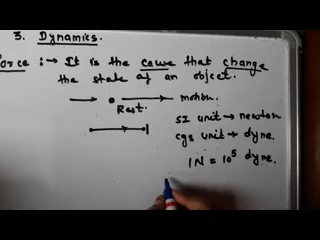 3. Dynamics.
Force :→ It is the cause that change
the state of an object.
motion.
Rest.
SI unit → newton
cgs unit → dyne.
1N = 10⁵ dyne.